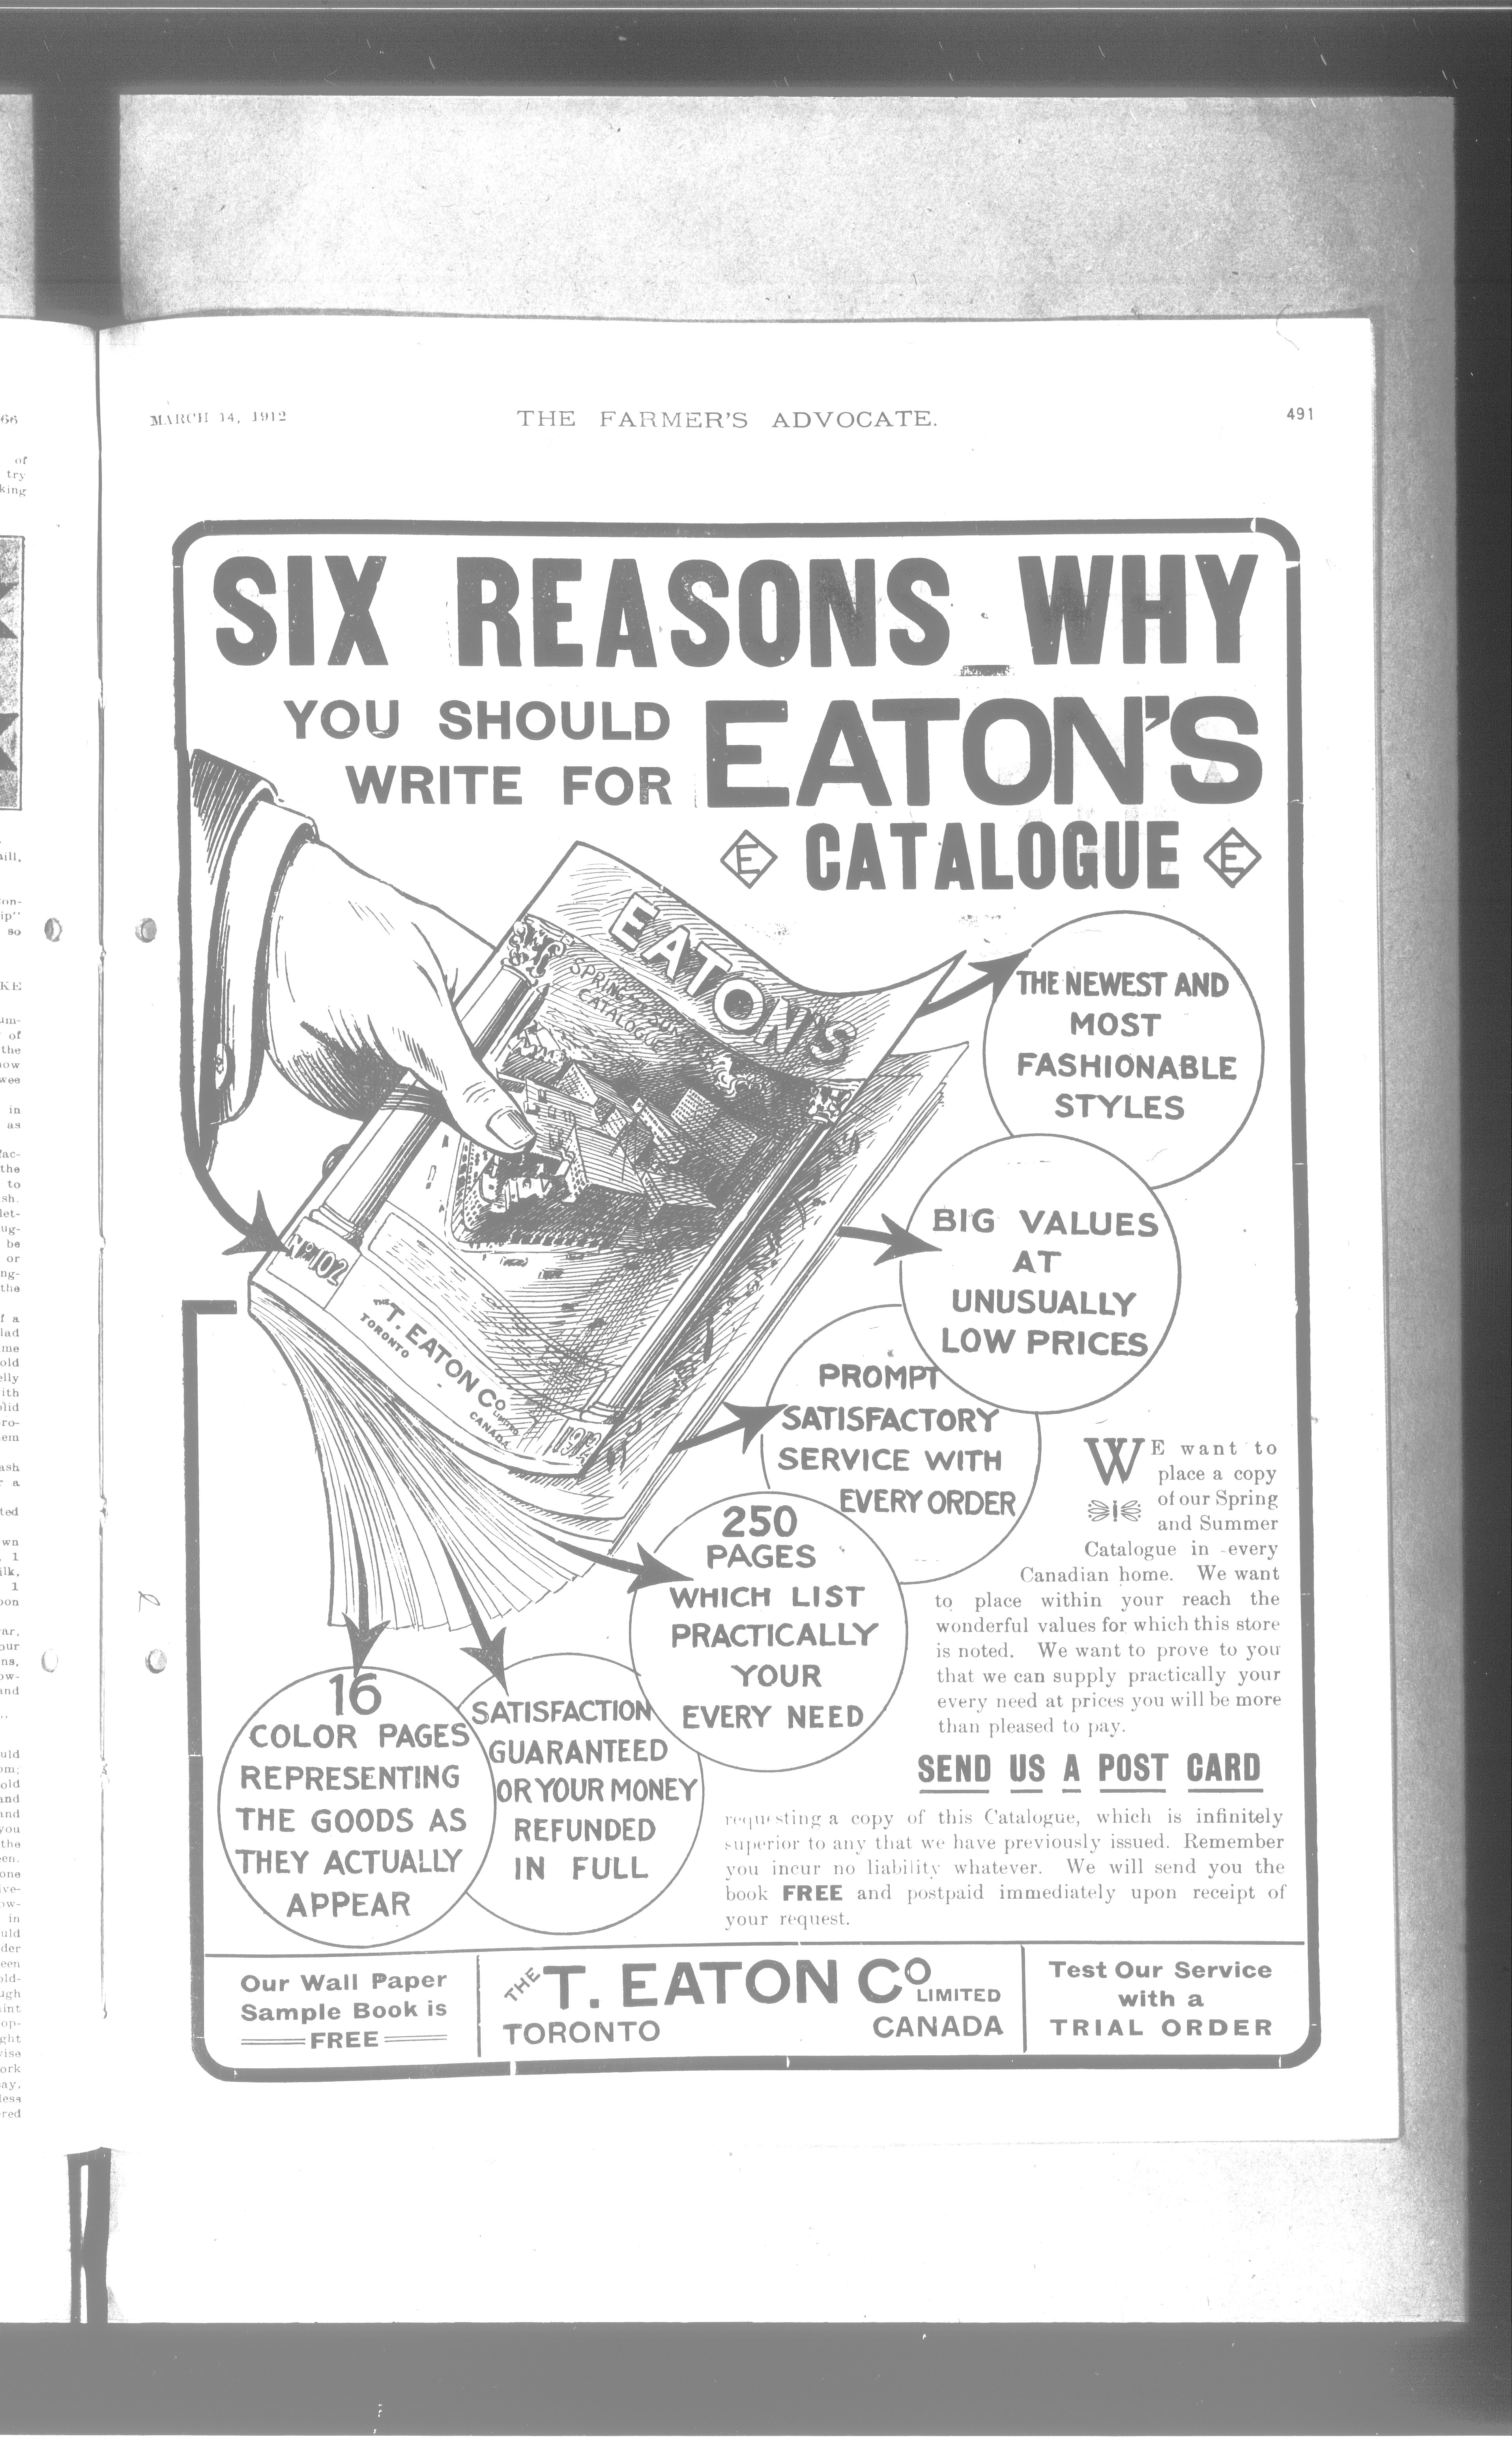 MARCH 14, 1912
THE FARMER'S ADVOCATE.
491
SIX REASONS WHY
YOU SHOULD
WRITE FOR
EATON'S
E CATALOGUE E
EATON'S
SPRING
CATALOGUE
No 102
THE T. EATON CO LIMITED
TORONTO CANADA
1912
THE NEWEST AND
MOST
FASHIONABLE
STYLES
BIG VALUES
AT
UNUSUALLY
LOW PRICES
PROMPT
SATISFACTORY
SERVICE WITH
EVERY ORDER
250
PAGES
WHICH LIST
PRACTICALLY
YOUR
EVERY NEED
SATISFACTION
GUARANTEED
OR YOUR MONEY
REFUNDED
IN FULL
16
COLOR PAGES
REPRESENTING
THE GOODS AS
THEY ACTUALLY
APPEAR
WE want to
place a copy
of our Spring
and Summer
Catalogue in every
Canadian home. We want
to place within your reach the
wonderful values for which this store
is noted. We want to prove to you
that we can supply practically your
every need at prices you will be more
than pleased to pay.
SEND US A POST CARD
requesting a copy of this Catalogue, which is infinitely
superior to any that we have previously issued. Remember
you incur no liability whatever. We will send you the
book FREE and postpaid immediately upon receipt of
your request.
Our Wall Paper
Sample Book is
FREE
THE T. EATON CO LIMITED
TORONTO CANADA
Test Our Service
with a
TRIAL ORDER